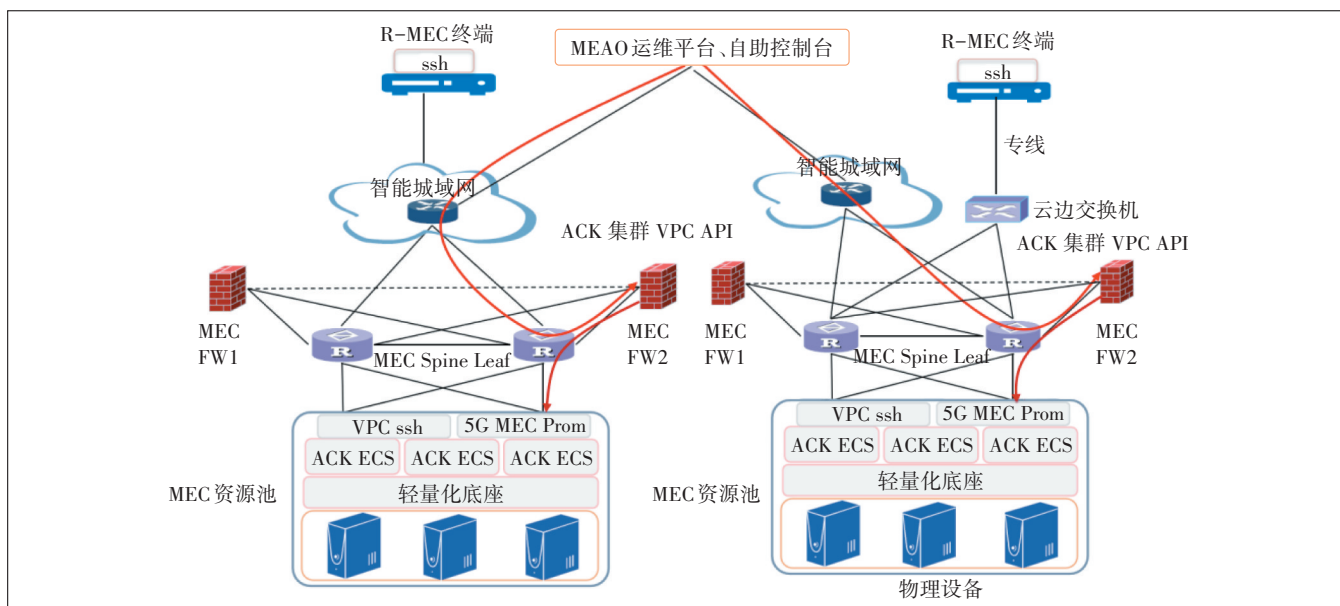 R-MEC终端
ssh
MEAO运维平台、自助控制台
R-MEC终端
ssh
专线
智能城域网
智能城域网
云边交换机
ACK 集群 VPC API
ACK 集群 VPC API
MEC
FW1
R
R
MEC Spine Leaf
MEC
FW2
MEC
FW1
R
R
MEC Spine Leaf
MEC
FW2
VPC ssh
5G MEC Prom
ACK ECS
ACK ECS
ACK ECS
MEC资源池
轻量化底座
VPC ssh
5G MEC Prom
ACK ECS
ACK ECS
ACK ECS
MEC资源池
轻量化底座
物理设备